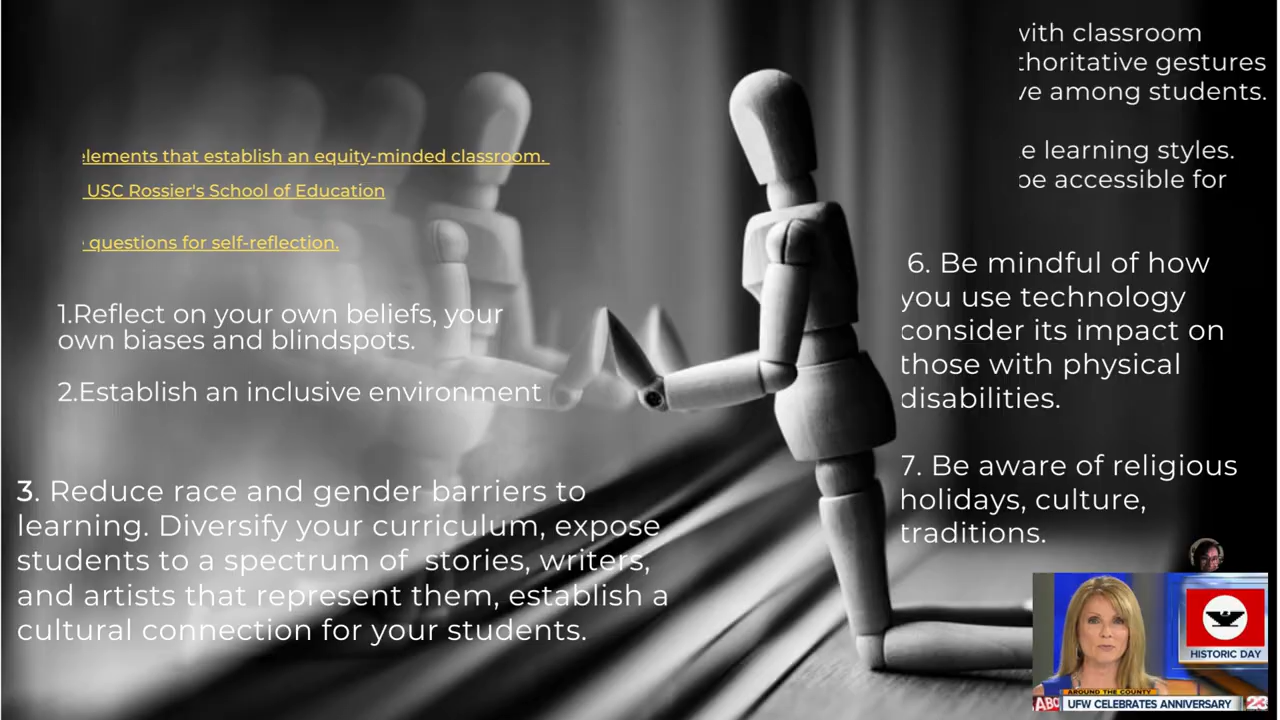 elements that establish an equity-minded classroom.
USC Rossier's School of Education
questions for self-reflection.
1.Reflect on your own beliefs, your
own biases and blindspots.
2.Establish an inclusive environment
3. Reduce race and gender barriers to
learning. Diversify your curriculum, expose
students to a spectrum of stories, writers,
and artists that represent them, establish a
cultural connection for your students.
with classroom
thoritative gestures
ve among students.
e learning styles.
be accessible for
6. Be mindful of how
you use technology
consider its impact on
those with physical
disabilities.
7. Be aware of religious
holidays, culture,
traditions.
HISTORIC DAY
AROUND THE COUNTY
ABC UFW CELEBRATES ANNIVERSARY 23